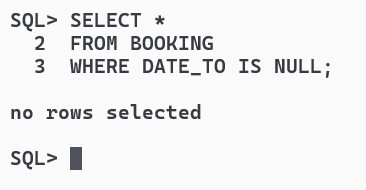 SQL> SELECT *
  2  FROM BOOKING
  3  WHERE DATE_TO IS NULL;
no rows selected
SQL>